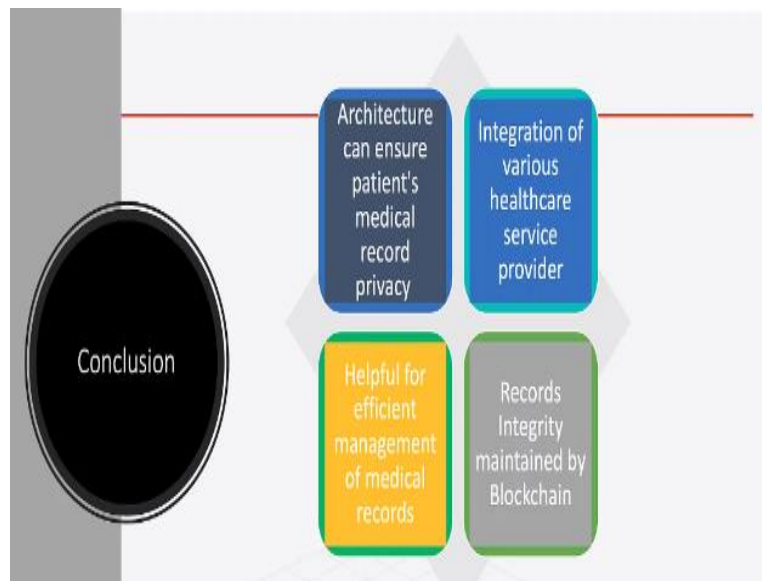 Conclusion
Architecture
can ensure
patient's
medical
record
privacy
Integration of
various
healthcare
service
provider
Helpful for
efficient
management
of medical
records
Records
Integrity
maintained by
Blockchain